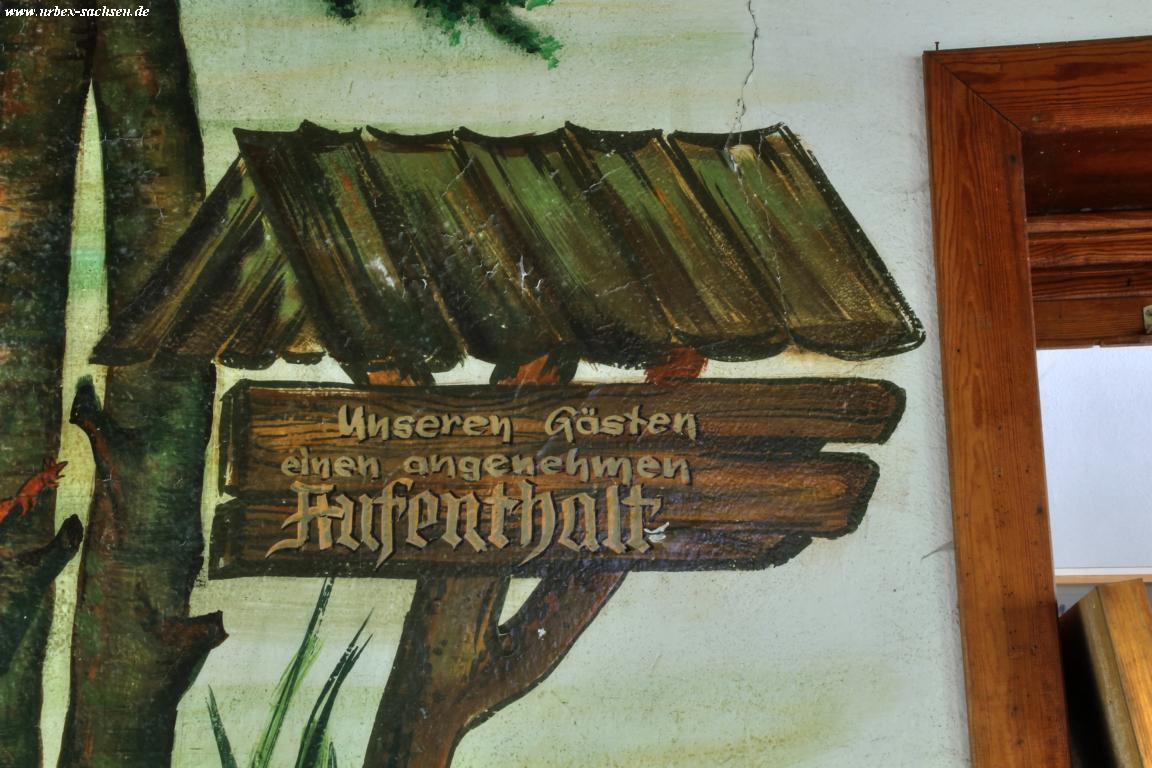 www.urbex-sachsen.de
Unseren Gästen
einen angenehmen
Aufenthalt